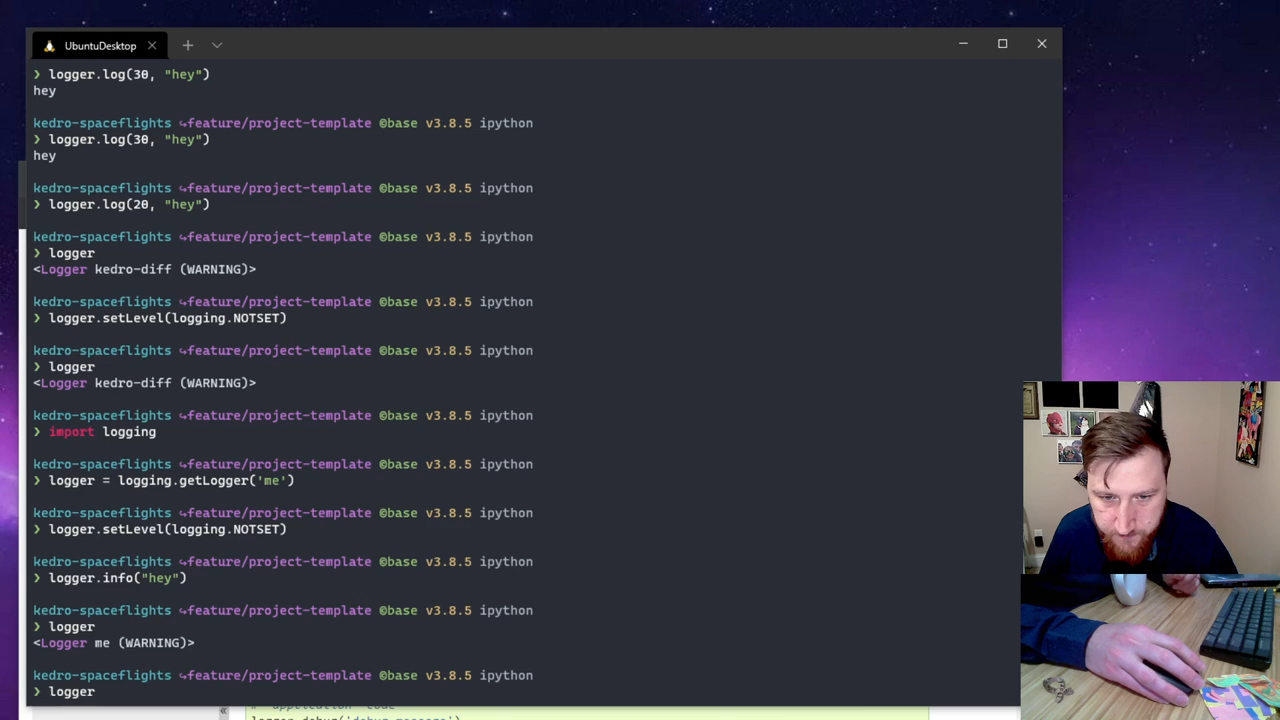 UbuntuDesktop
❯ logger.log(30, "hey")
hey
kedro-spaceflights ↪feature/project-template ©base v3.8.5 ipython
❯ logger.log(30, "hey")
hey
kedro-spaceflights ↪feature/project-template ©base v3.8.5 ipython
❯ logger.log(20, "hey")
kedro-spaceflights ↪feature/project-template ©base v3.8.5 ipython
❯ logger
<Logger kedro-diff (WARNING)>
kedro-spaceflights ↪feature/project-template ©base v3.8.5 ipython
❯ logger.setLevel(logging.NOTSET)
kedro-spaceflights ↪feature/project-template ©base v3.8.5 ipython
❯ logger
<Logger kedro-diff (WARNING)>
kedro-spaceflights ↪feature/project-template ©base v3.8.5 ipython
❯ import logging
kedro-spaceflights ↪feature/project-template ©base v3.8.5 ipython
❯ logger = logging.getLogger('me')
kedro-spaceflights ↪feature/project-template ©base v3.8.5 ipython
❯ logger.setLevel(logging.NOTSET)
kedro-spaceflights ↪feature/project-template ©base v3.8.5 ipython
❯ logger.info("hey")
kedro-spaceflights ↪feature/project-template ©base v3.8.5 ipython
❯ logger
<Logger me (WARNING)>
kedro-spaceflights ↪feature/project-template ©base v3.8.5 ipython
❯ logger